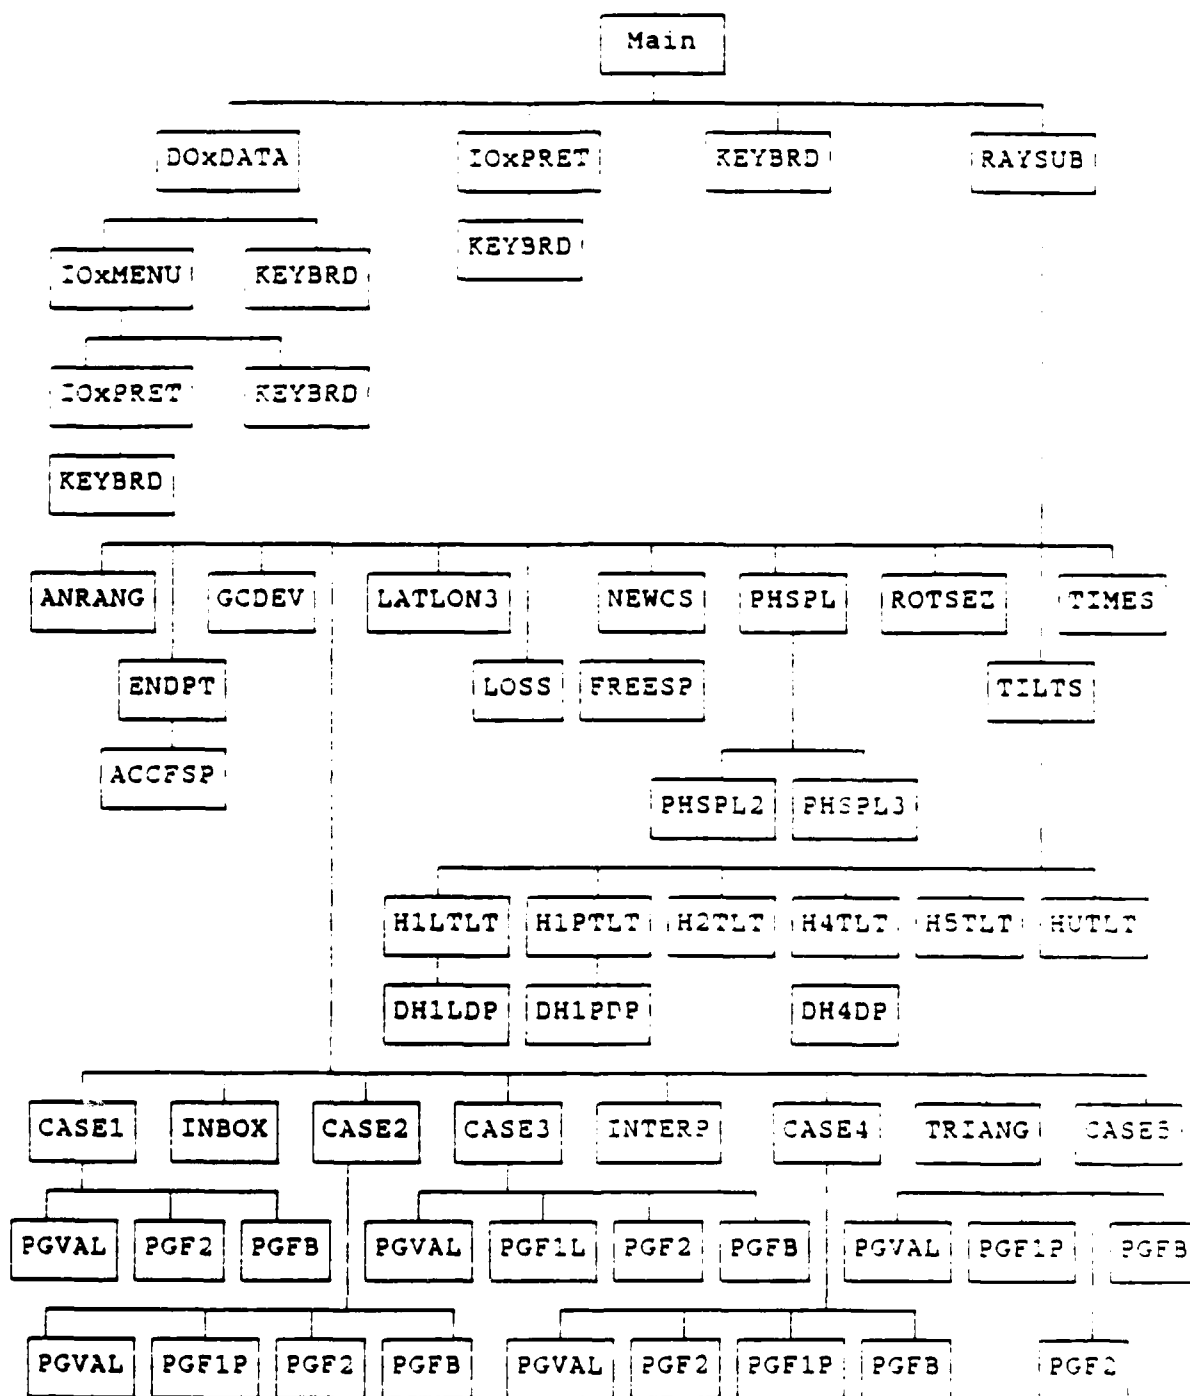 Main
DOxDATA IOxPRET KEYBRD RAYSUB
KEYBRD
IOxMENU KEYBRD
IOxPRET KEYBRD
KEYBRD
ANRANG GCDEV LATLON3 NEWCS PHSPL ROTSEZ TIMES
ENDPT LOSS FREESP TILTS
ACCFSP
PHSPL2 PHSPL3
H1LTLT H1PTLT H2TLT H4TLT H5TLT HUTLT
DH1LDP DH1PDP DH4DP
CASE1 INBOX CASE2 CASE3 INTERP CASE4 TRIANG CASE5
PGVAL PGF2 PGFB PGVAL PGF1L PGF2 PGFB PGVAL PGF1P PGFB
PGVAL PGF1P PGF2 PGFB PGVAL PGF2 PGF1P PGFB PGF2